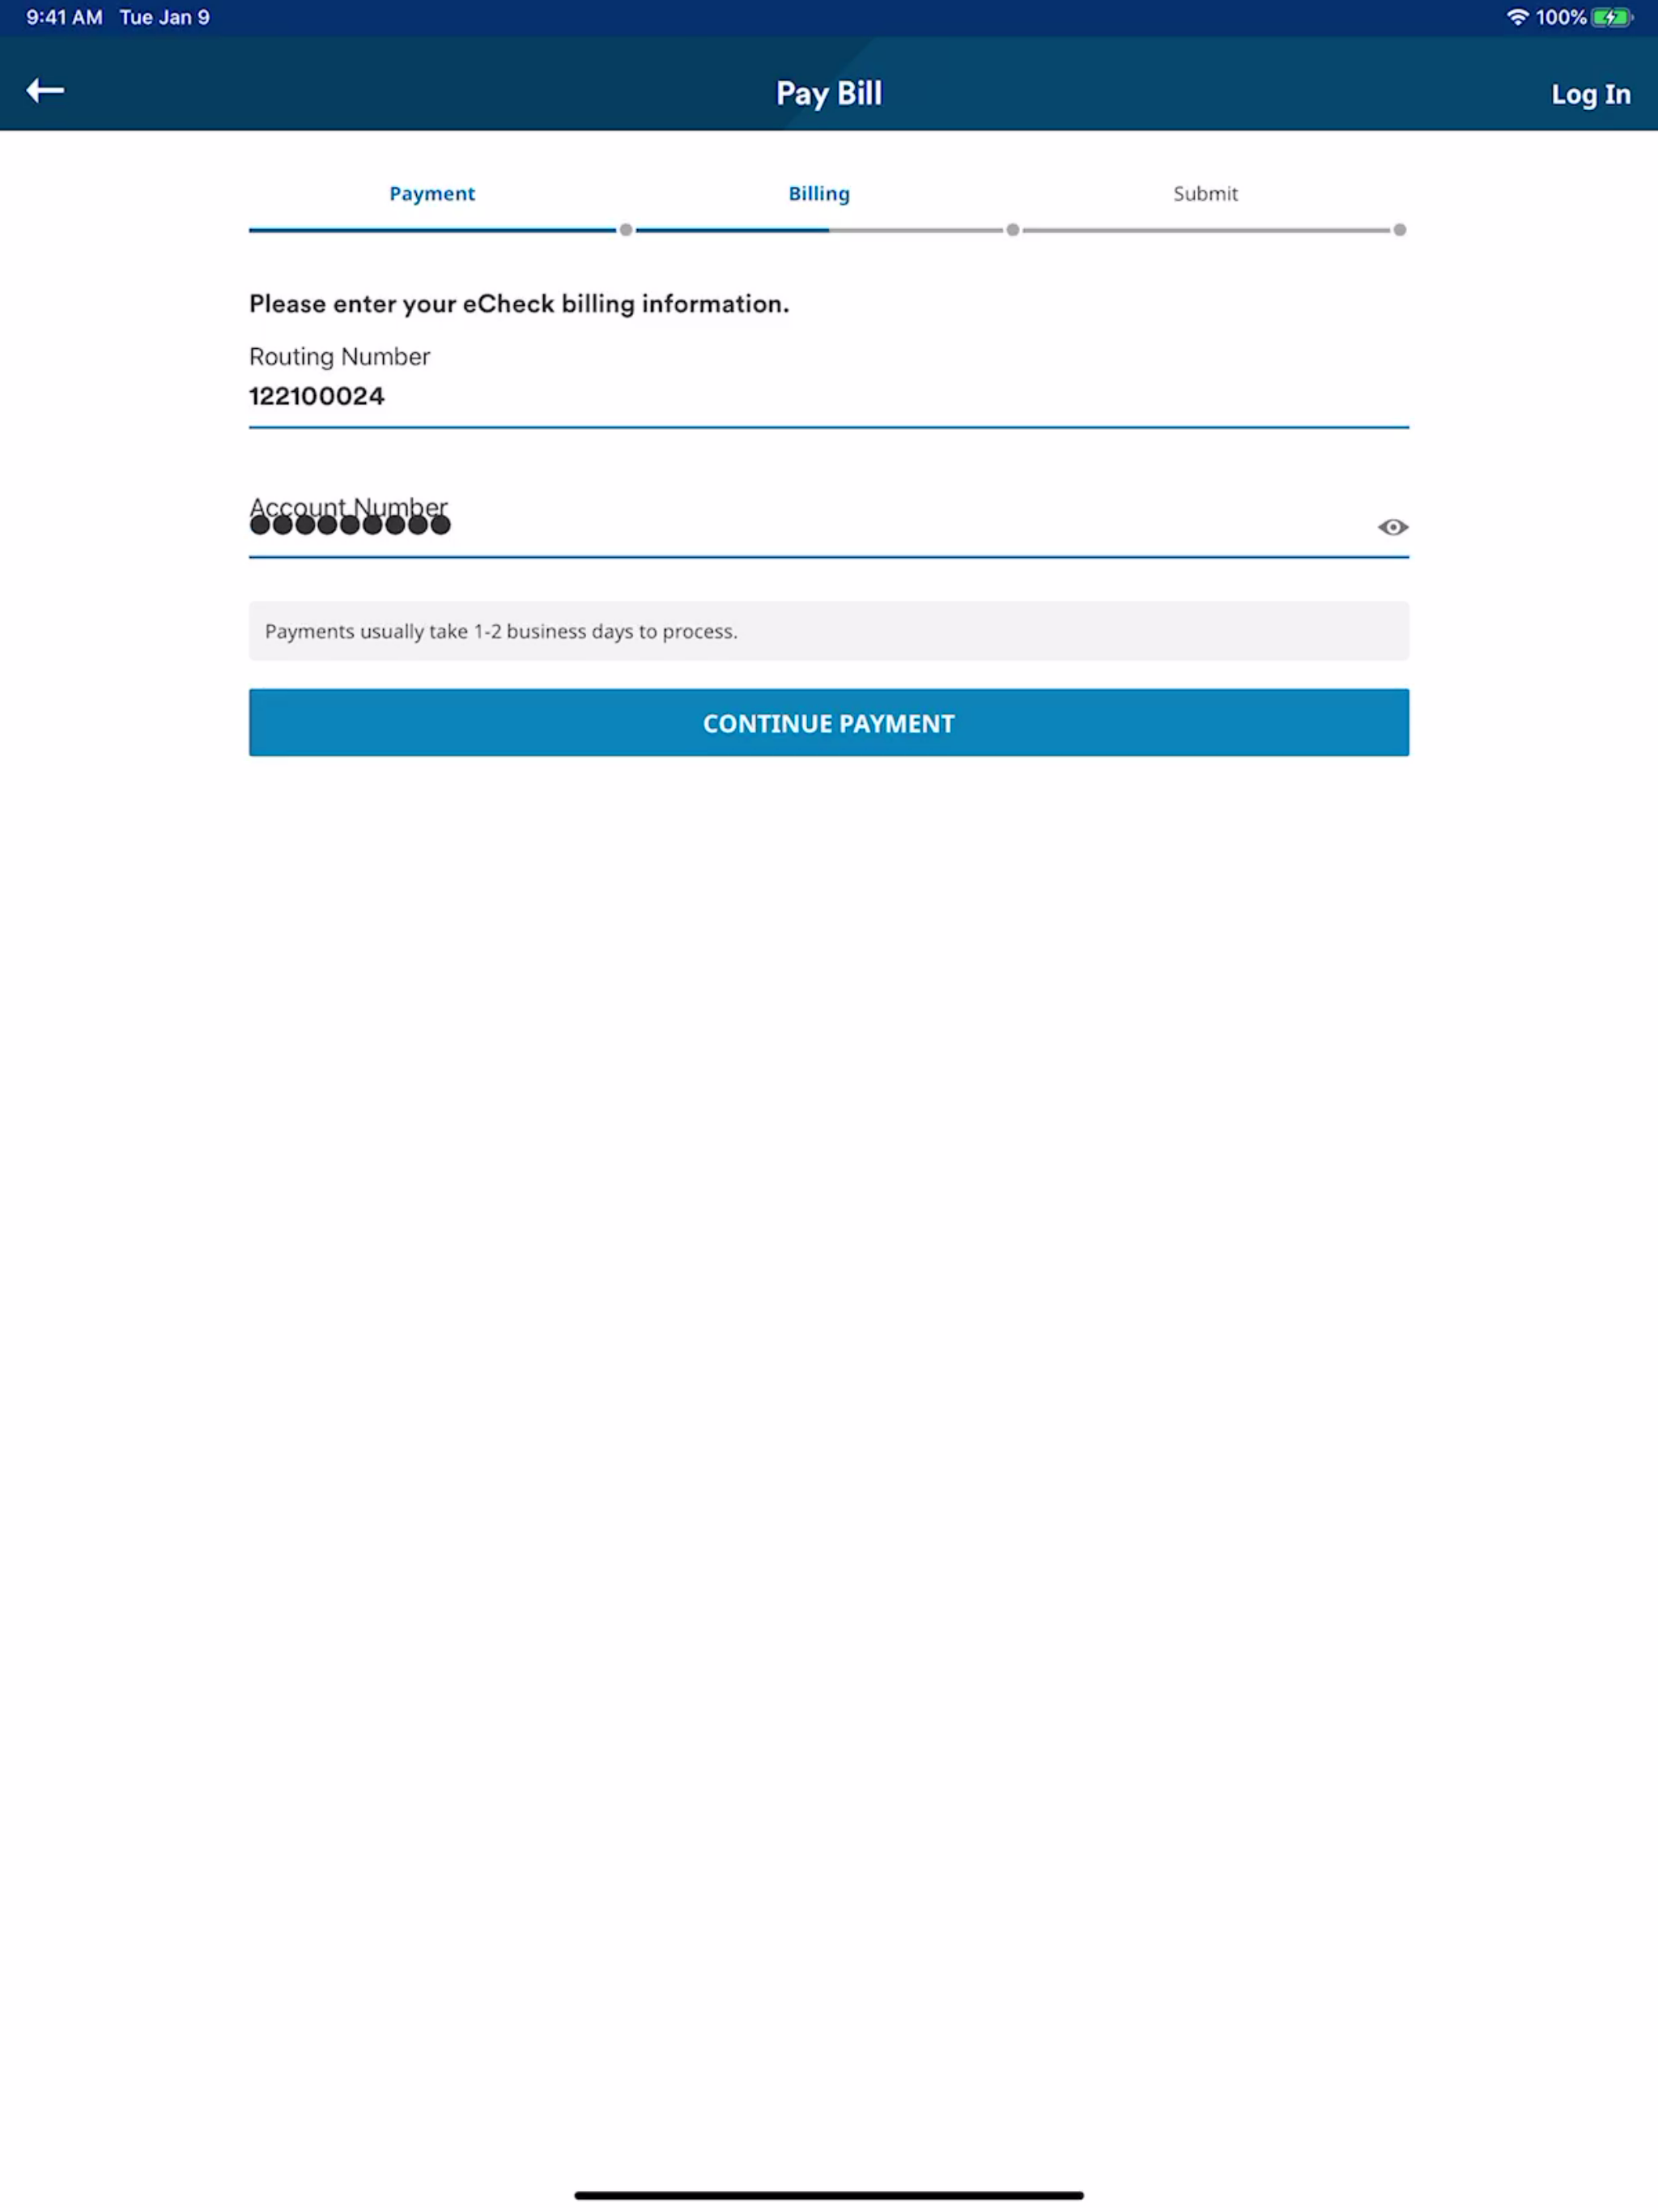 9:41 AM Tue Jan 9
100%
Pay Bill
Log In
Payment
Billing
Submit
Please enter your eCheck billing information.
Routing Number
122100024
Account Number
●●●●●●●●●
Payments usually take 1-2 business days to process.
CONTINUE PAYMENT